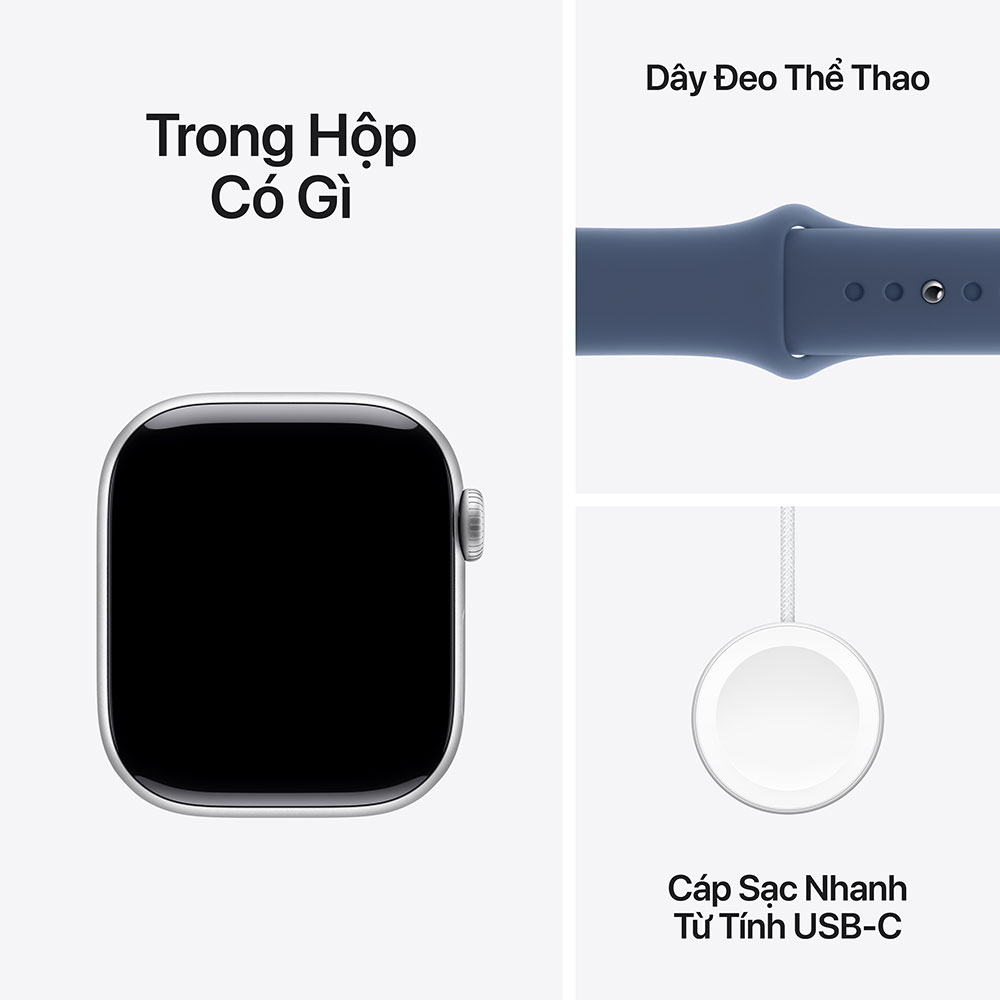 Trong Hộp
Có Gì
Dây Đeo Thể Thao
Cáp Sạc Nhanh
Từ Tính USB-C